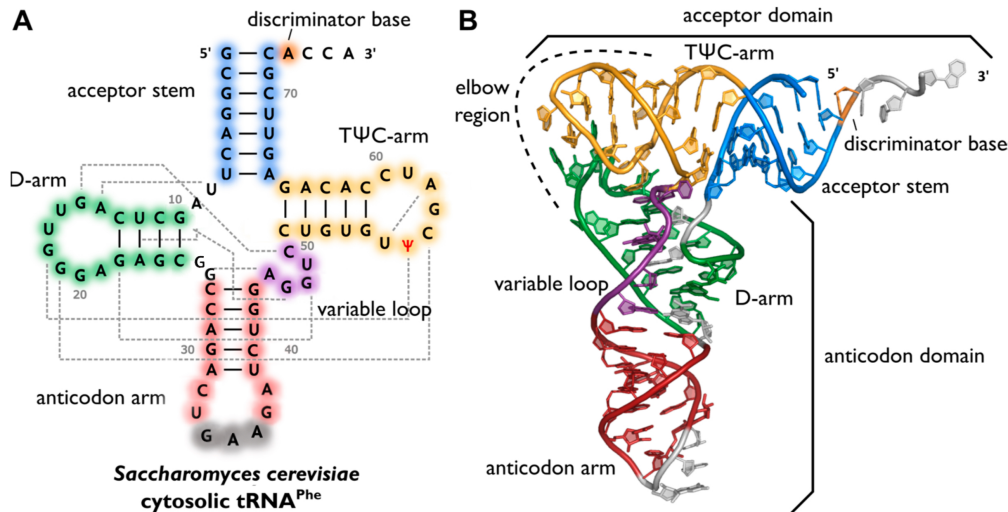 A
discriminator base
5' G C A C C A 3'
C G
acceptor stem
G C 70
G U
A U
C G
U A
TΨC-arm
60
D-arm
U
10
A
U G A C U C G
G A C A C C U A
G
C
Ψ
C U G U G U U
50
G U G G G A G A G C G
20
C U G G A
variable loop
G
C G
C G
A U
30 G C 40
A U
C A
U G
G A A
anticodon arm
Saccharomyces cerevisiae
cytosolic tRNAPhe
B
acceptor domain
TΨC-arm
5'
3'
elbow
region
discriminator base
acceptor stem
variable loop
D-arm
anticodon domain
anticodon arm